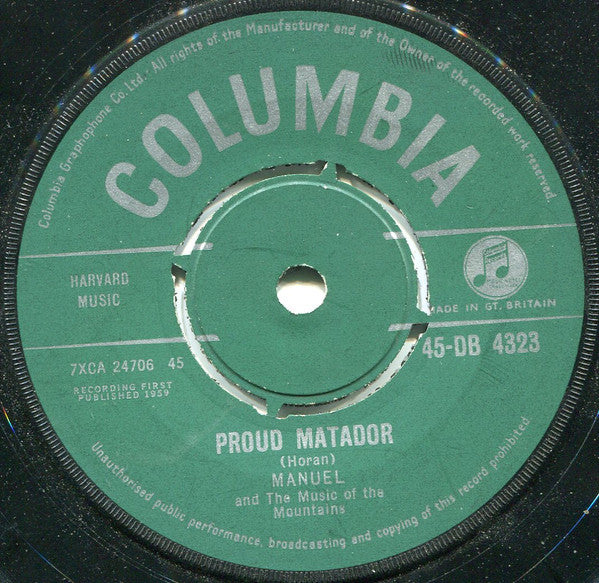 Columbia Graphophone Co. Ltd. All rights of the Manufacturer and of the Owner of the recorded work reserved.
COLUMBIA
HARVARD
MUSIC
MADE IN GT. BRITAIN
7XCA 24706 45
45-DB 4323
RECORDING FIRST
PUBLISHED 1959
PROUD MATADOR
(Horan)
MANUEL
and The Music of the
Mountains
Unauthorised public performance, broadcasting and copying of this record prohibited.